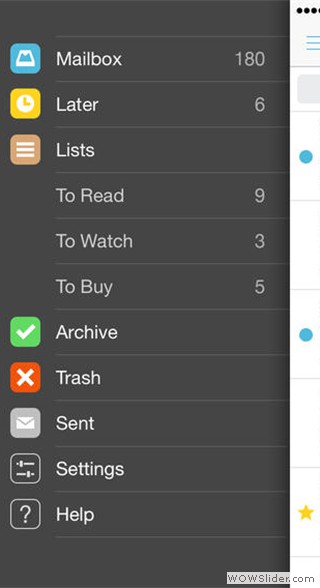 Mailbox 180
Later 6
Lists
To Read 9
To Watch 3
To Buy 5
Archive
Trash
Sent
Settings
? Help
WOWSlider.com